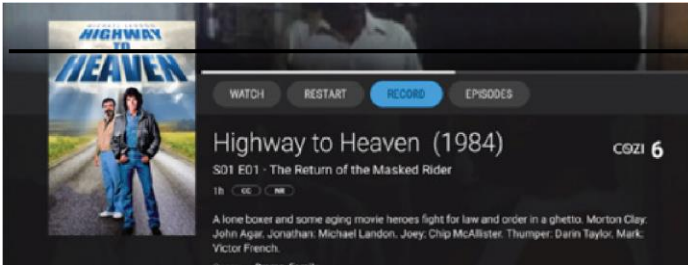 MICHAEL LANDON
HIGHWAY
TO
HEAVEN
WATCH RESTART RECORD EPISODES
Highway to Heaven (1984)
COZI 6
S01 E01 - The Return of the Masked Rider
1h CC NR
A lone boxer and some aging movie heroes fight for law and order in a ghetto. Morton Clay:
John Agar. Jonathan: Michael Landon. Joey: Chip McAllister. Thumper: Darin Taylor. Mark:
Victor French.